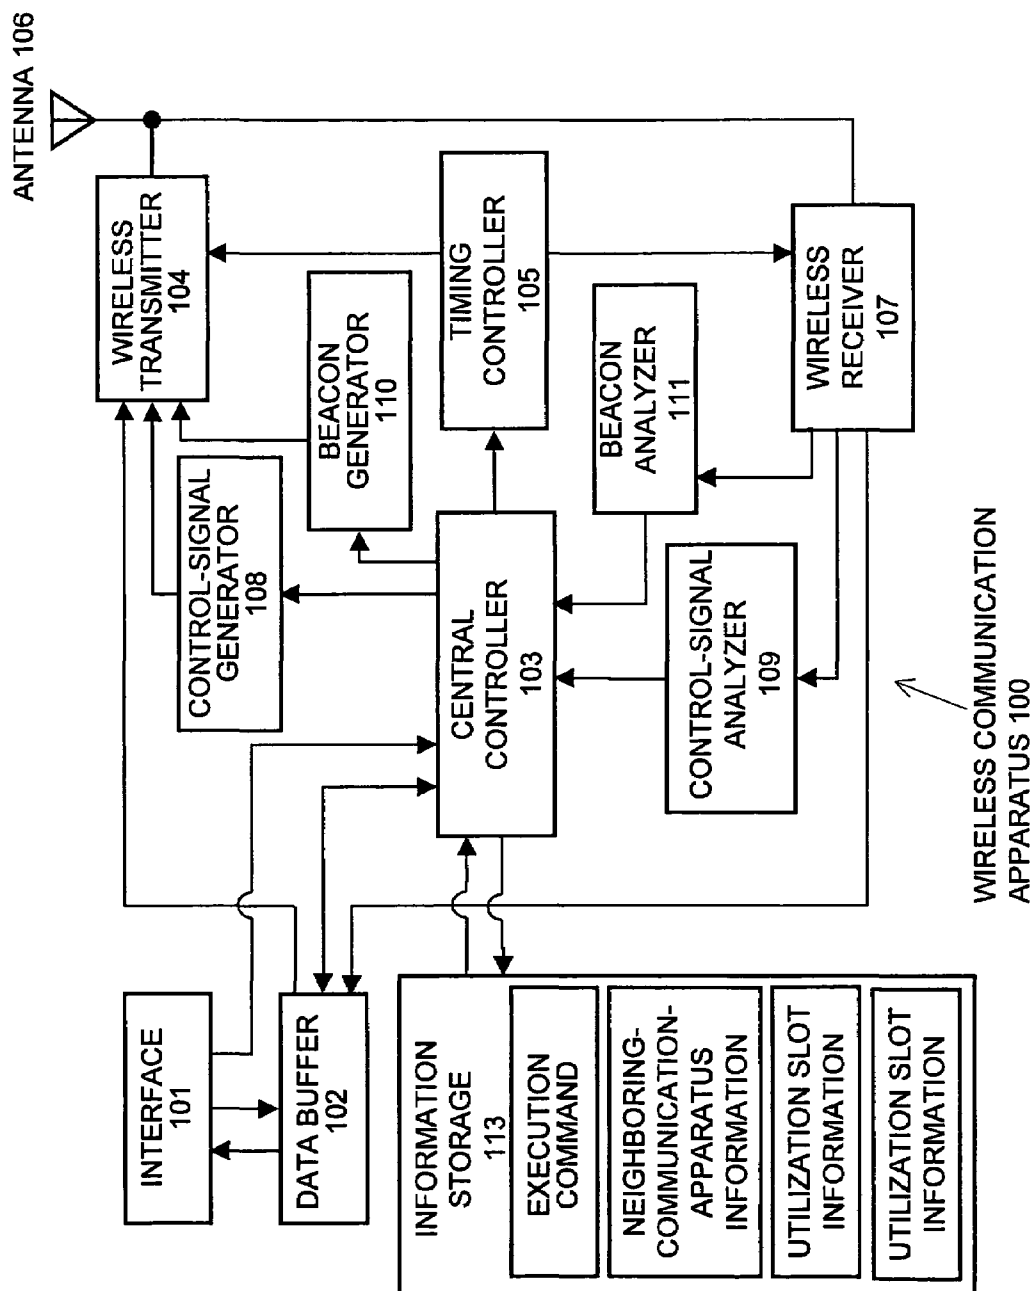 ANTENNA 106
INTERFACE
101
DATA BUFFER
102
WIRELESS
TRANSMITTER
104
CONTROL-SIGNAL
GENERATOR
108
BEACON
GENERATOR
110
CENTRAL
CONTROLLER
103
TIMING
CONTROLLER
105
INFORMATION
STORAGE
113
EXECUTION
COMMAND
NEIGHBORING-
COMMUNICATION-
APPARATUS
INFORMATION
UTILIZATION SLOT
INFORMATION
UTILIZATION SLOT
INFORMATION
BEACON
ANALYZER
111
CONTROL-SIGNAL
ANALYZER
109
WIRELESS
RECEIVER
107
WIRELESS COMMUNICATION
APPARATUS 100